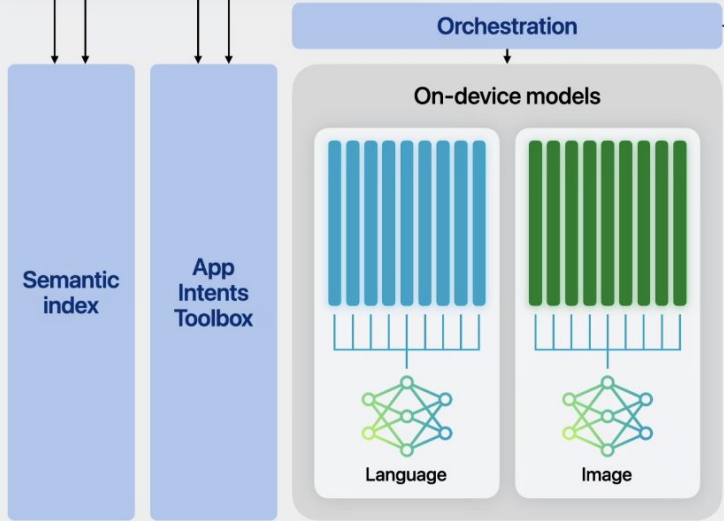 Orchestration
On-device models
Semantic
index
App
Intents
Toolbox
Language
Image